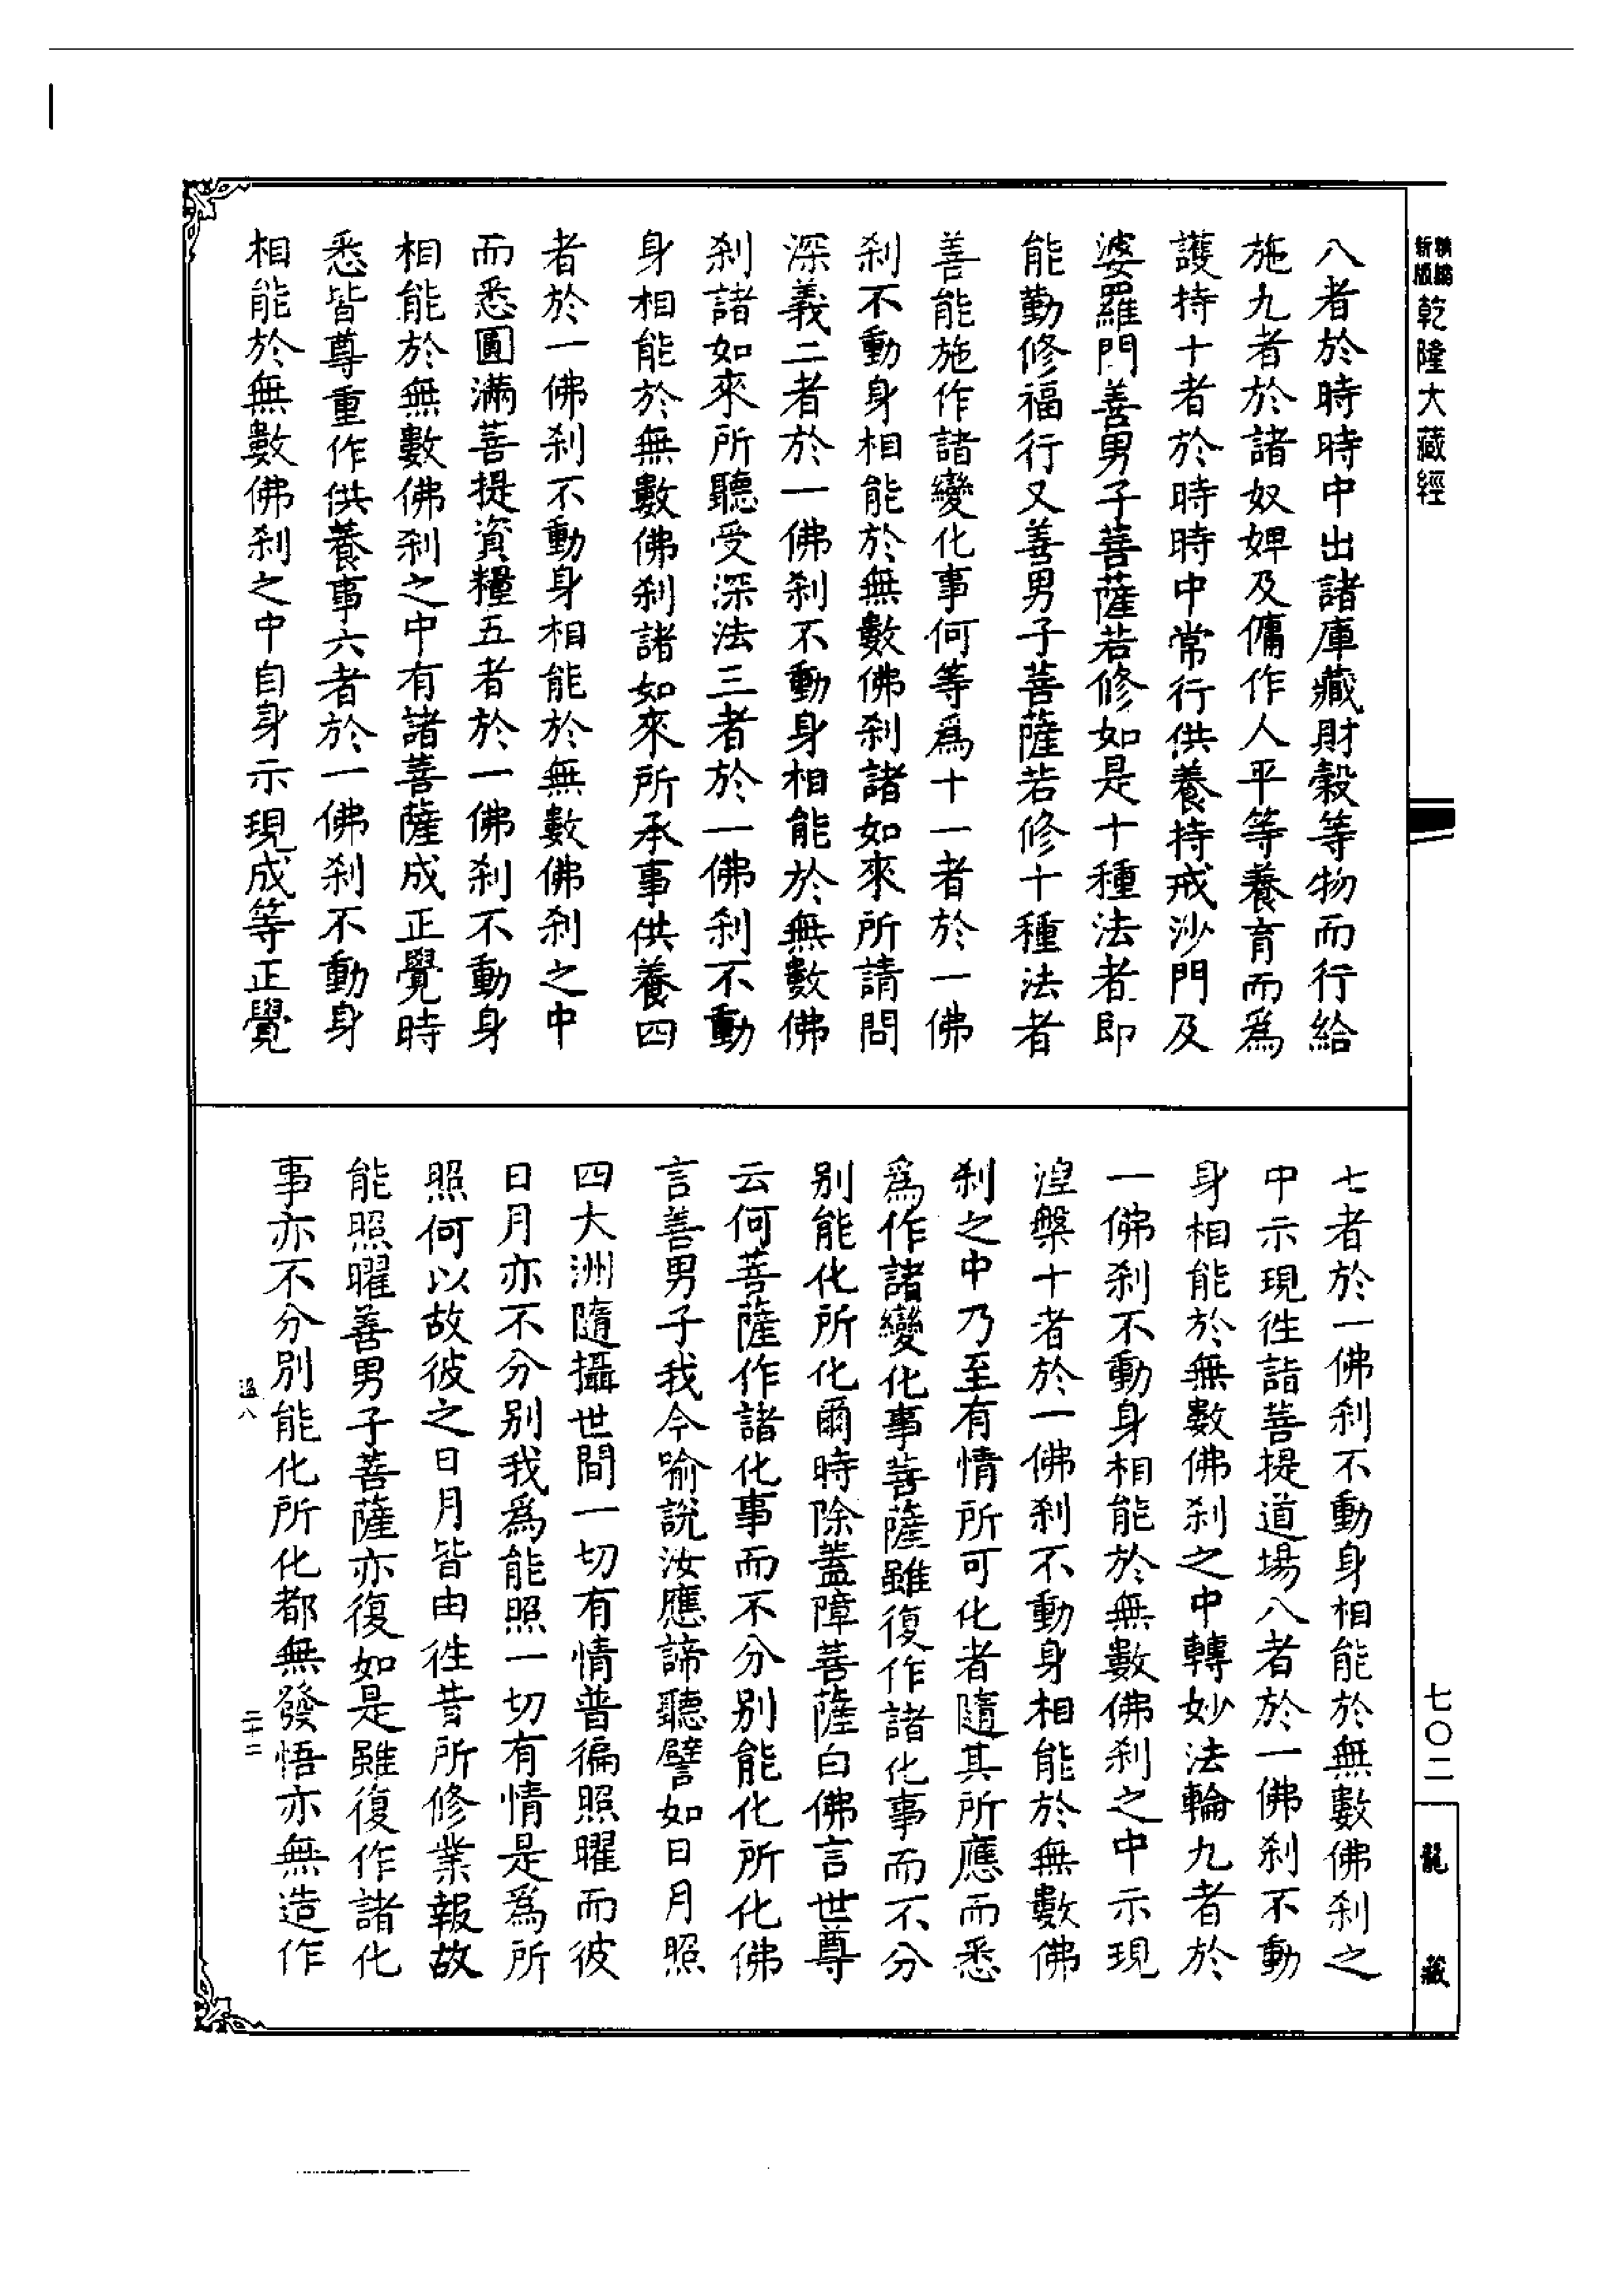 新版
精縮
乾隆大藏經
八者於時時中出諸庫藏財穀等物而行給
施九者於諸奴婢及傭作人平等養育而為
護持十者於時時中常行供養持戒沙門及
婆羅門善男子菩薩若修如是十種法者即
能勤修福行又善男子菩薩若修十種法者
善能施作諸變化事何等為十一者於一佛
刹不動身相能於無數佛刹諸如來所請問
深義二者於一佛刹不動身相能於無數佛
刹諸如來所聽受深法三者於一佛刹不動
身相能於無數佛刹諸如來所承事供養四
者於一佛刹不動身相能於無數佛刹之中
而悉圓滿菩提資糧五者於一佛刹不動身
相能於無數佛刹之中有諸菩薩成正覺時
悉皆尊重作供養事六者於一佛刹不動身
相能於無數佛刹之中自身示現成等正覺
七者於一佛刹不動身相能於無數佛刹之
中示現徃詣菩提道場八者於一佛刹不動
身相能於無數佛刹之中轉妙法輪九者於
一佛刹不動身相能於無數佛刹之中示現
湼槃十者於一佛刹不動身相能於無數佛
刹之中乃至有情所可化者隨其所應而悉
為作諸變化事菩薩雖復作諸化事而不分
别能化所化爾時除蓋障菩薩白佛言世尊
云何菩薩作諸化事而不分别能化所化佛
言善男子我今喻說汝應諦聽譬如日月照
四大洲隨攝世間一切有情普徧照曜而彼
日月亦不分别我為能照一切有情是為所
照何以故彼之日月皆由徃昔所修業報故
能照曜善男子菩薩亦復如是雖復作諸化
事亦不分别能化所化都無發悟亦無造作
八
二十二
七〇二
龍藏